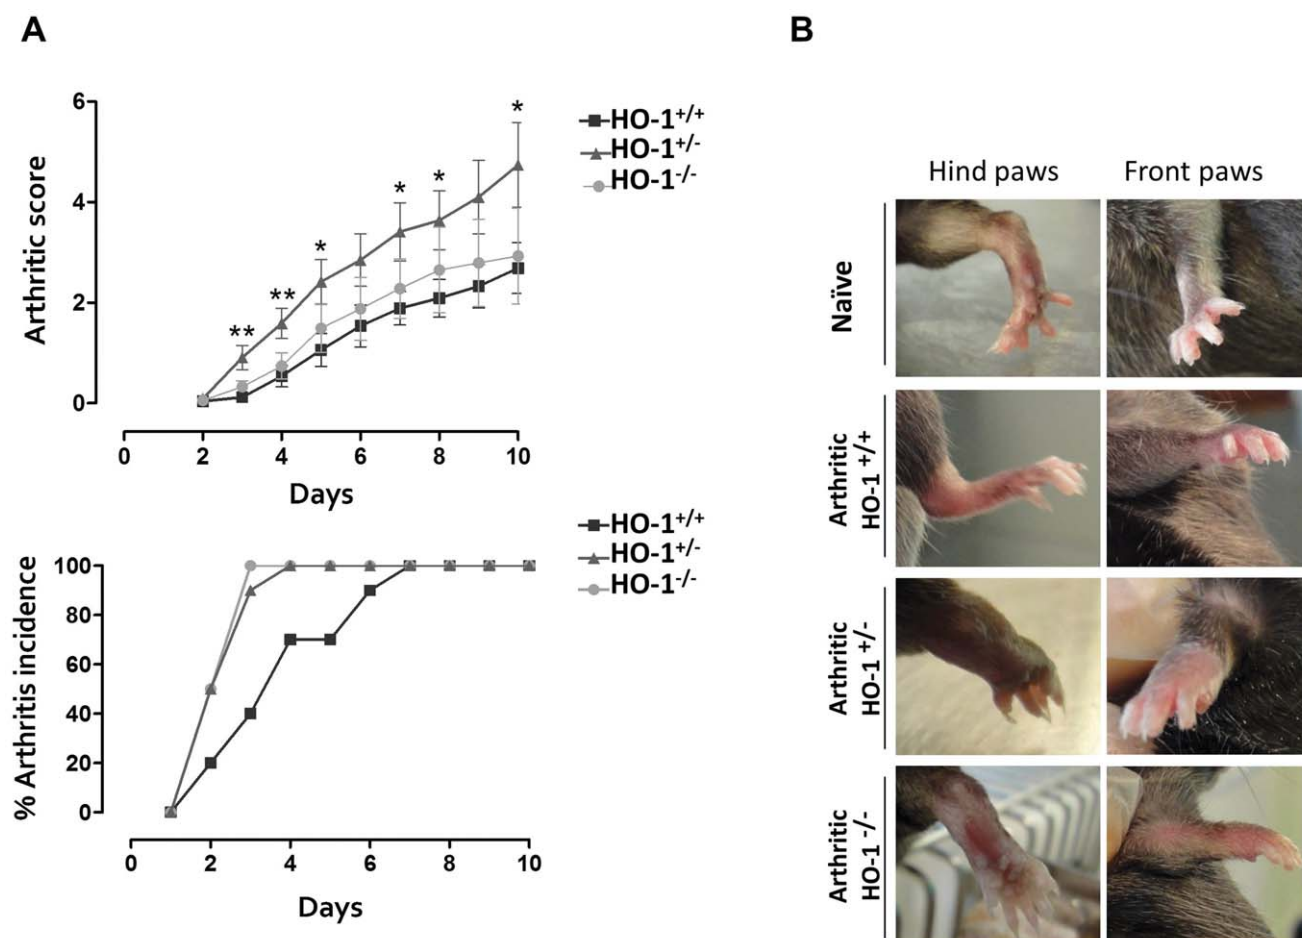 A
6
4
2
0
Arthritic score
**
**
*
*
*
*
HO-1+/+
HO-1+/-
HO-1-/-
0 2 4 6 8 10
Days
100
80
60
40
20
0
% Arthritis incidence
HO-1+/+
HO-1+/-
HO-1-/-
0 2 4 6 8 10
Days
B
Hind paws Front paws
Naïve
Arthritic
HO-1 +/+
Arthritic
HO-1 +/-
Arthritic
HO-1 -/-